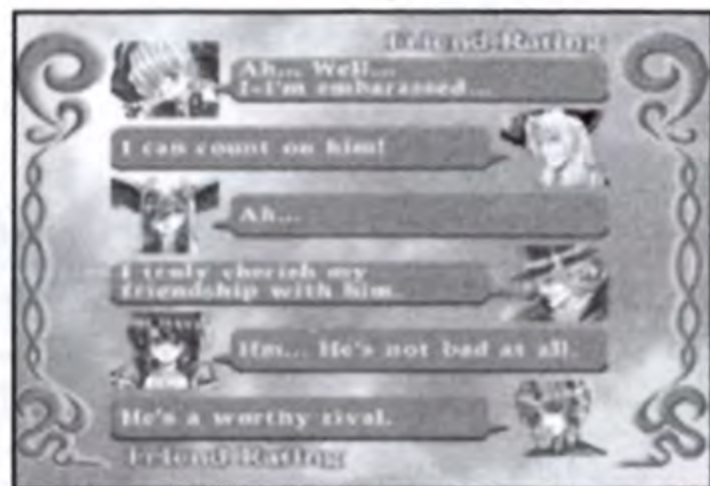 Friend Rating
Ah... Well...
I-I'm embarassed...
I can count on him!
Ah...
I truly cherish my
friendship with him.
Hm... He's not bad at all.
He's a worthy rival.
Friend Rating